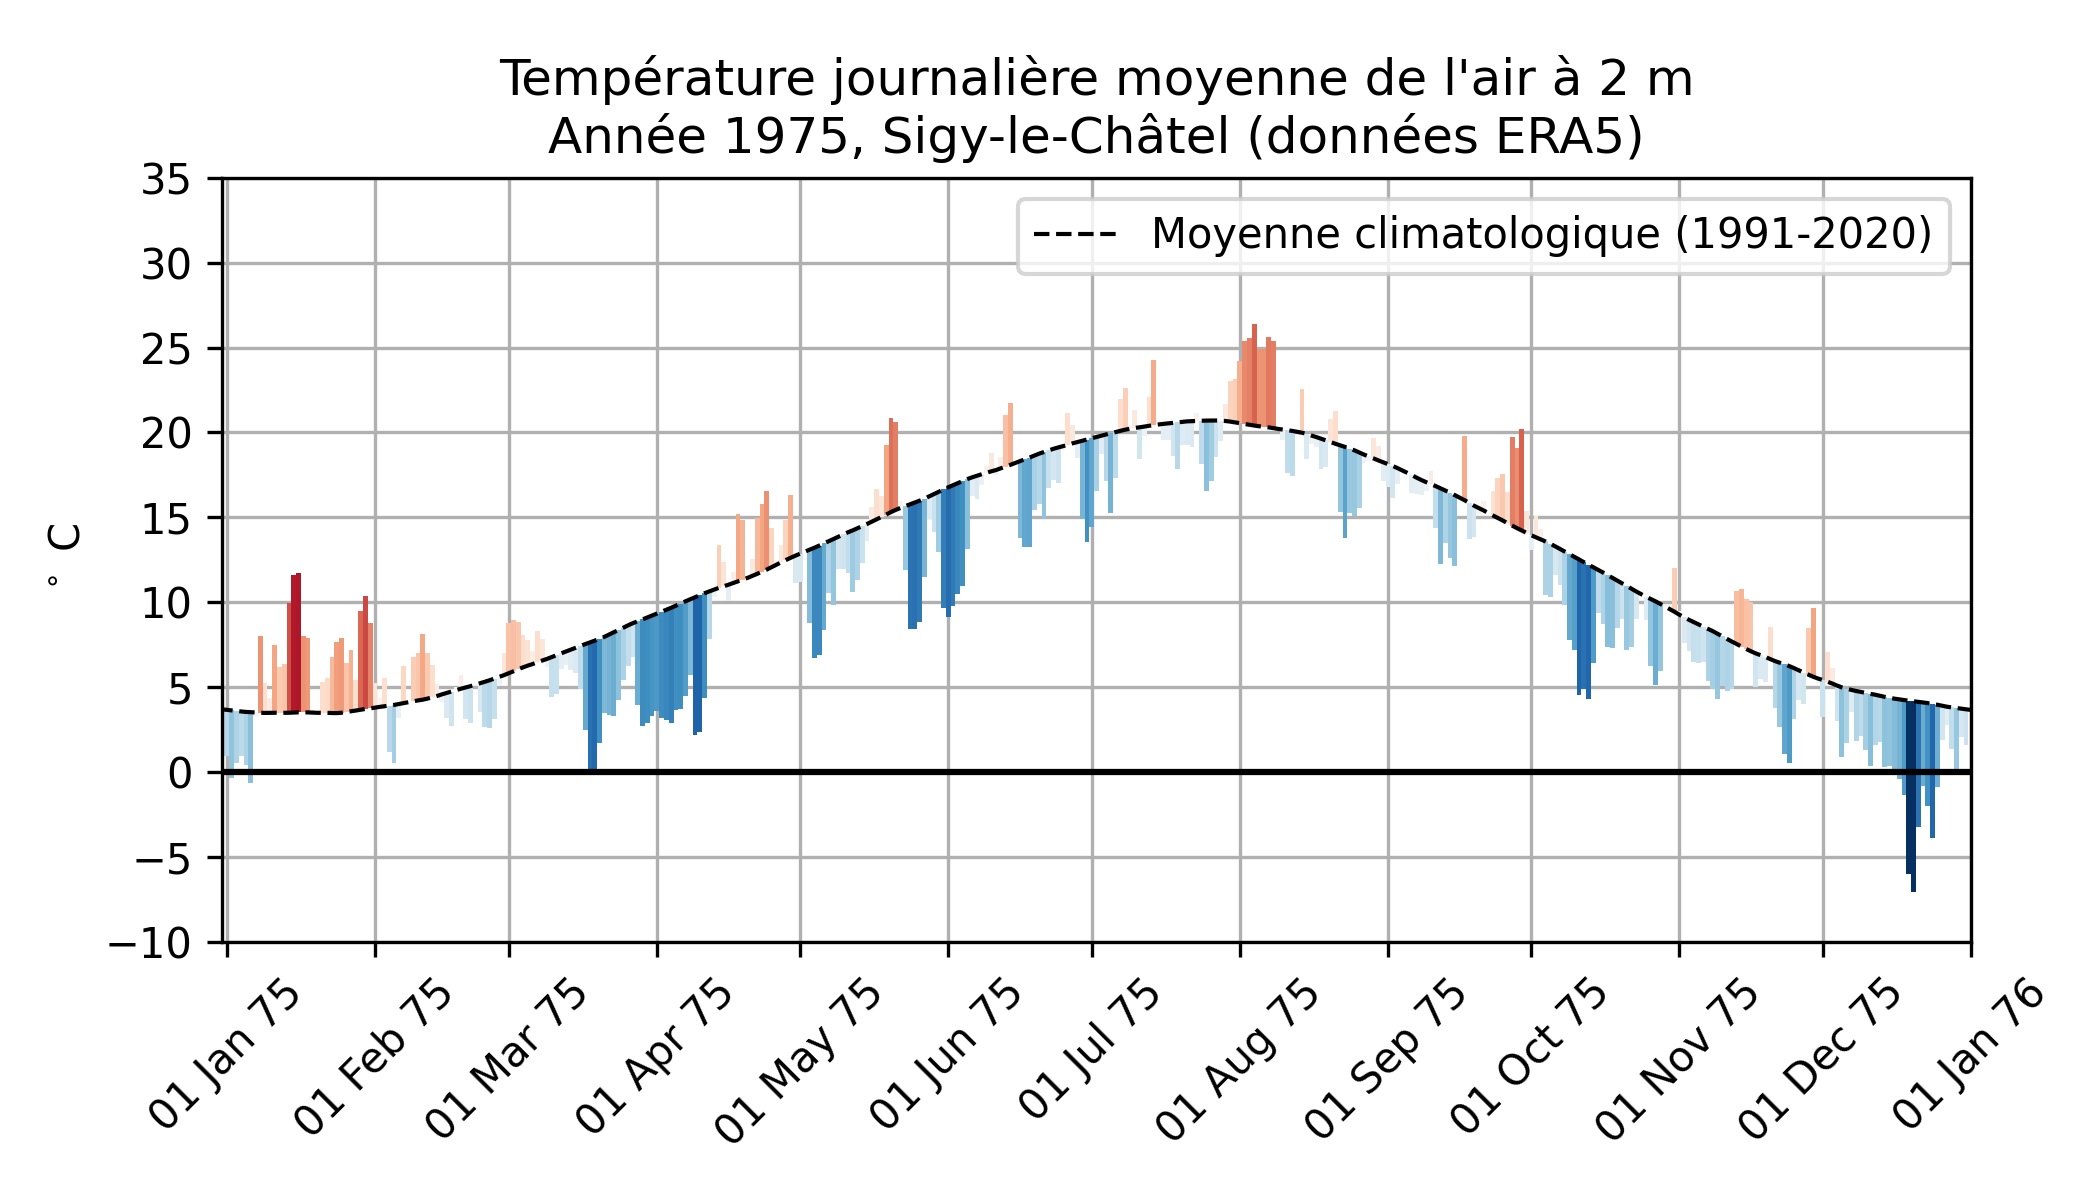 Température journalière moyenne de l'air à 2 m
Année 1975, Sigy-le-Châtel (données ERA5)
Moyenne climatologique (1991-2020)
° C
35
30
25
20
15
10
5
0
−5
−10
01 Jan 75
01 Feb 75
01 Mar 75
01 Apr 75
01 May 75
01 Jun 75
01 Jul 75
01 Aug 75
01 Sep 75
01 Oct 75
01 Nov 75
01 Dec 75
01 Jan 76